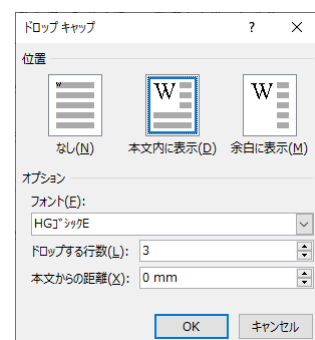 ドロップ キャップ ? ×
位置
W W W
なし(N) 本文内に表示(D) 余白に表示(M)
オプション
フォント(F):
HGｺﾞｼｯｸE
ドロップする行数(L): 3
本文からの距離(X): 0 mm
OK キャンセル